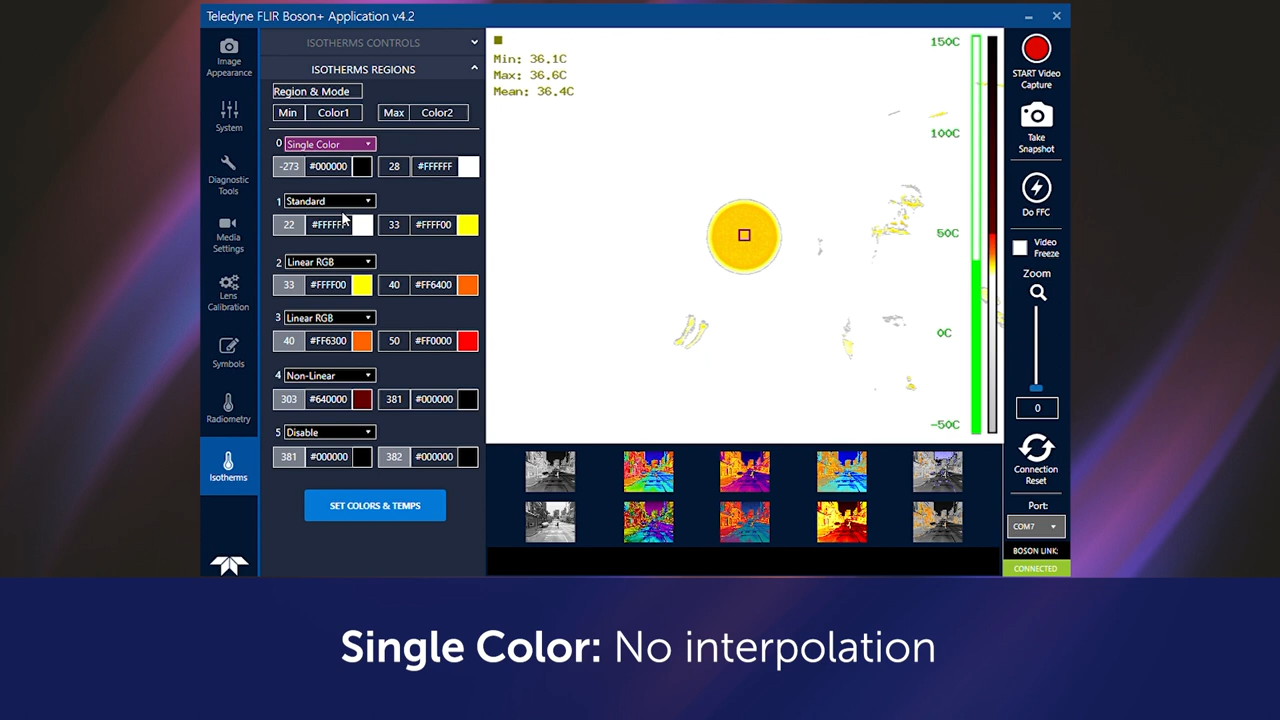 Teledyne FLIR Boson+ Application v4.2
Image
Appearance
System
Diagnostic
Tools
Media
Settings
Lens
Calibration
Symbols
Radiometry
Isotherms
ISOTHERMS CONTROLS
ISOTHERMS REGIONS
Region & Mode
Min Color1 Max Color2
0 Single Color
-273 #000000 28 #FFFFFF
1 Standard
22 #FFFFF 33 #FFFF00
2 Linear RGB
33 #FFFF00 40 #FF6400
3 Linear RGB
40 #FF6300 50 #FF0000
4 Non-Linear
303 #640000 381 #000000
5 Disable
381 #000000 382 #000000
SET COLORS & TEMPS
Min: 36.1C
Max: 36.6C
Mean: 36.4C
150C
100C
50C
0C
-50C
START Video
Capture
Take
Snapshot
Do FFC
Video
Freeze
Zoom
0
Connection
Reset
Port:
COM7
BOSON LINK:
CONNECTED
Single Color: No interpolation